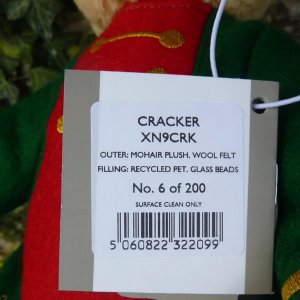 CRACKER
XN9CRK
OUTER: MOHAIR PLUSH, WOOL FELT
FILLING: RECYCLED PET, GLASS BEADS
No. 6 of 200
SURFACE CLEAN ONLY
5 060822 322099